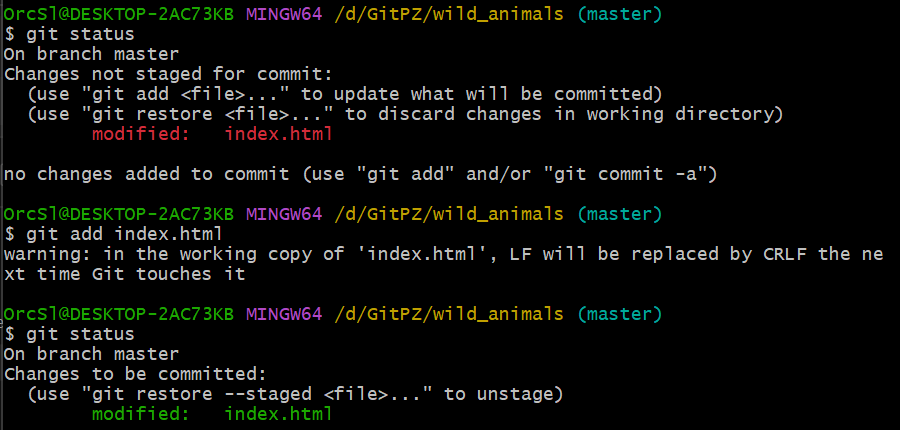 OrcSl@DESKTOP-2AC73KB MINGW64 /d/GitPZ/wild_animals (master)
$ git status
On branch master
Changes not staged for commit:
  (use "git add <file>..." to update what will be committed)
  (use "git restore <file>..." to discard changes in working directory)
        modified:   index.html

no changes added to commit (use "git add" and/or "git commit -a")

OrcSl@DESKTOP-2AC73KB MINGW64 /d/GitPZ/wild_animals (master)
$ git add index.html
warning: in the working copy of 'index.html', LF will be replaced by CRLF the ne
xt time Git touches it

OrcSl@DESKTOP-2AC73KB MINGW64 /d/GitPZ/wild_animals (master)
$ git status
On branch master
Changes to be committed:
  (use "git restore --staged <file>..." to unstage)
        modified:   index.html